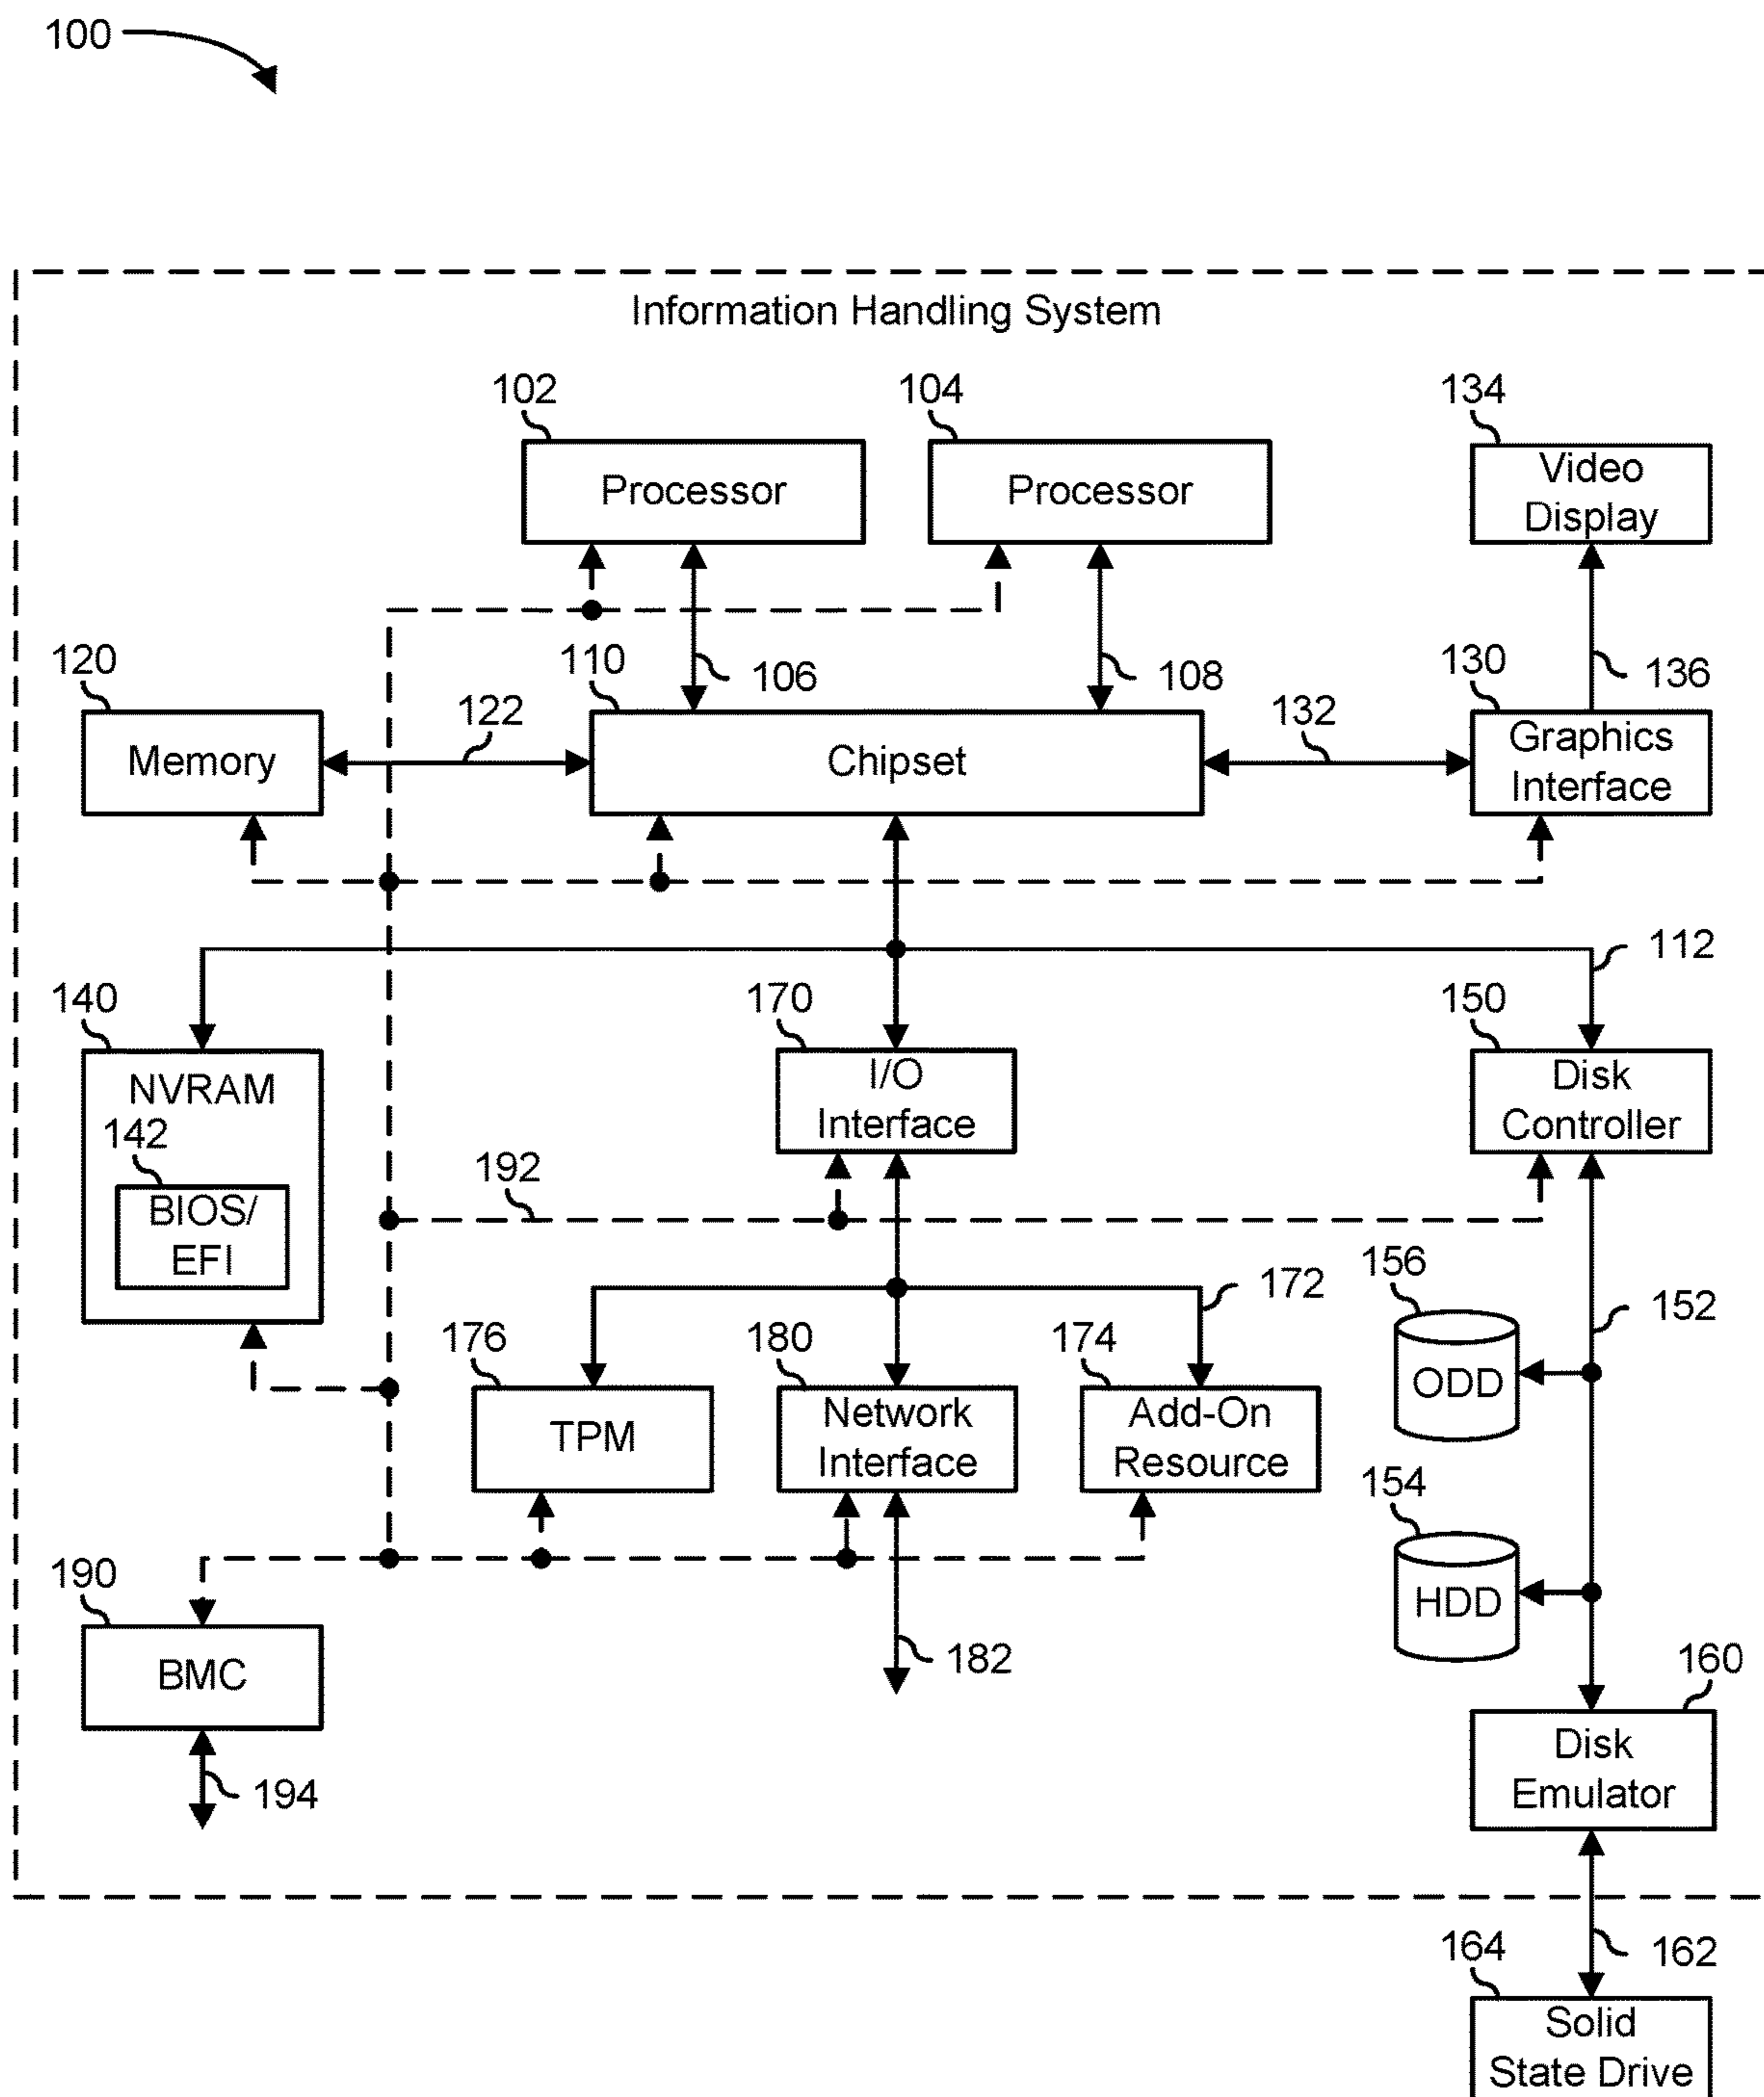 100
Information Handling System
102
104
134
Processor
Processor
Video
Display
120
110
106
108
130
136
122
132
Memory
Chipset
Graphics
Interface
112
140
170
150
NVRAM
I/O
Interface
Disk
Controller
142
BIOS/
EFI
192
156
172
152
176
180
174
ODD
TPM
Network
Interface
Add-On
Resource
154
190
HDD
BMC
182
160
Disk
Emulator
194
164
162
Solid
State Drive